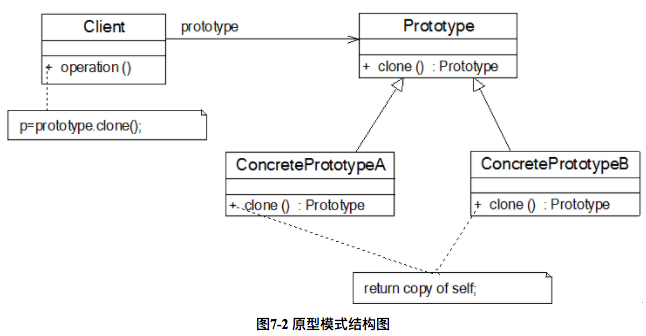 Client
prototype
Prototype
+ operation ()
+ clone () : Prototype
p=prototype.clone();
ConcretePrototypeA
ConcretePrototypeB
+ clone () : Prototype
+ clone () : Prototype
return copy of self;
图7-2 原型模式结构图